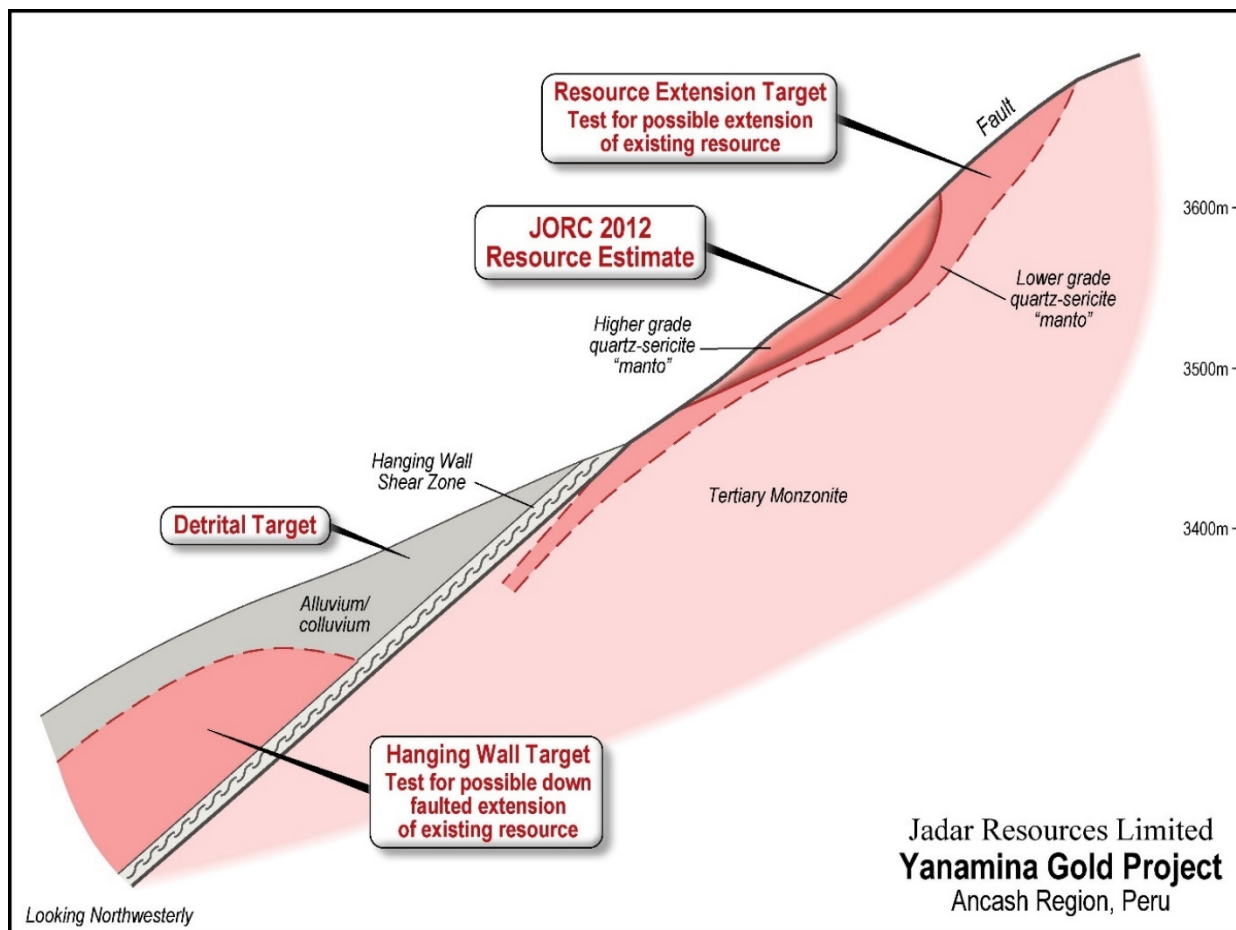 Resource Extension Target
Test for possible extension
of existing resource
Fault
JORC 2012
Resource Estimate
3600m
Lower grade
quartz-sericite
“manto”
Higher grade
quartz-sericite
“manto”
3500m
Hanging Wall
Shear Zone
Tertiary Monzonite
Detrital Target
3400m
Alluvium/
colluvium
Hanging Wall Target
Test for possible down
faulted extension
of existing resource
Jadar Resources Limited
Yanamina Gold Project
Ancash Region, Peru
Looking Northwesterly